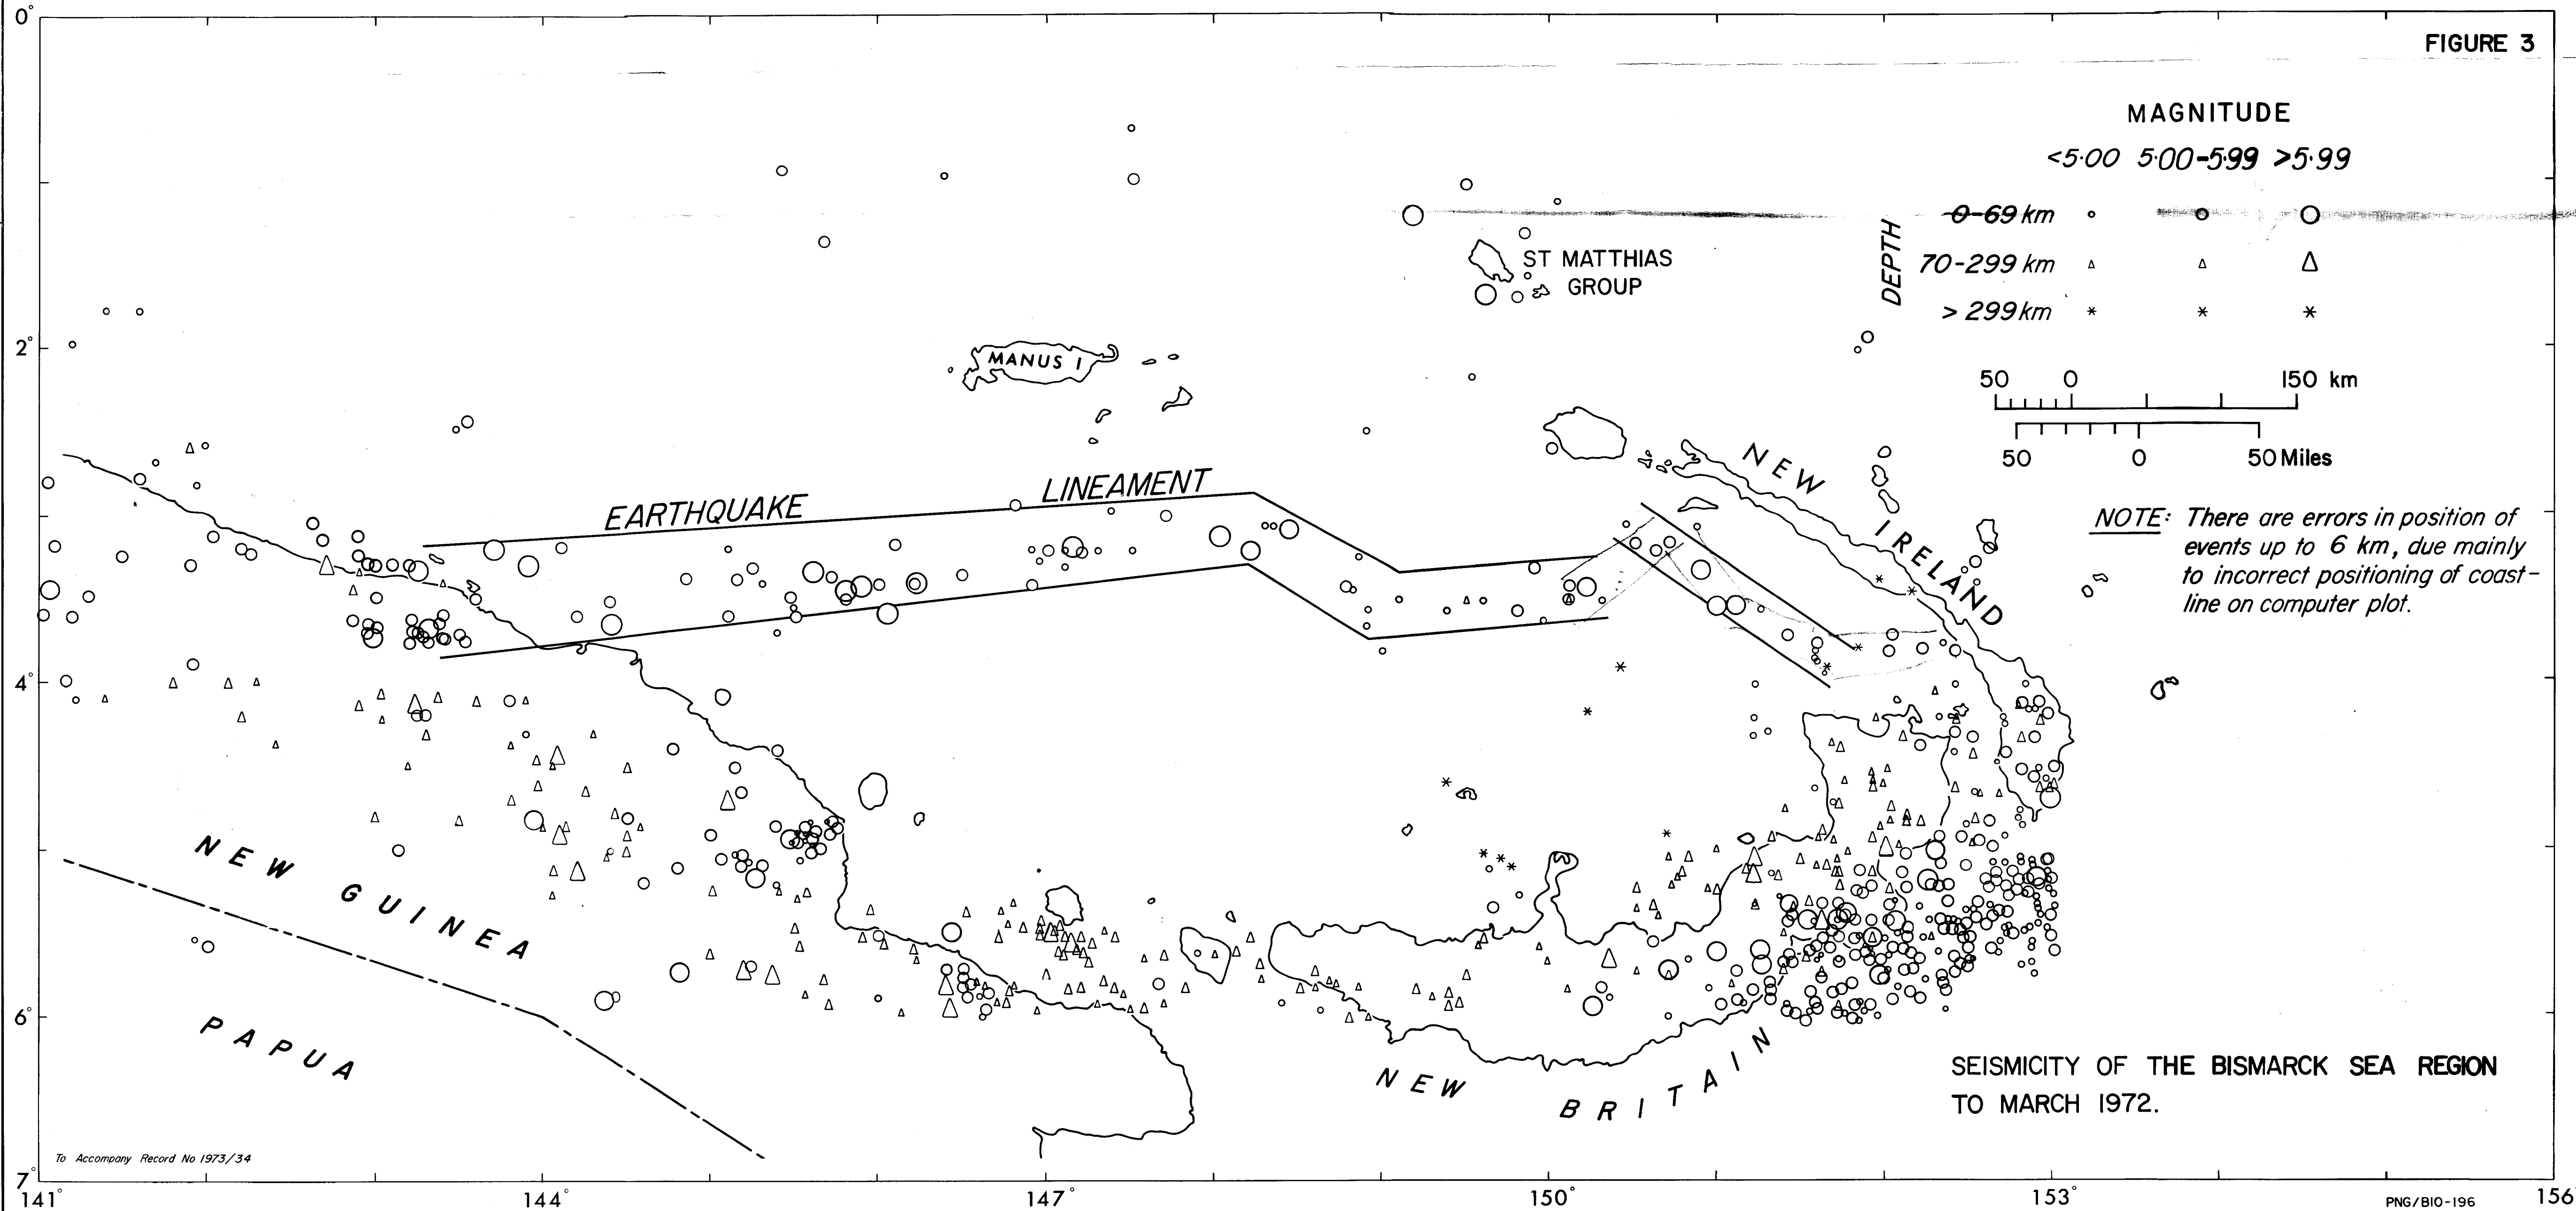 0°
FIGURE 3
MAGNITUDE
<5·00 5·00-5·99 >5·99
DEPTH
0-69 km
70-299 km
> 299 km
ST MATTHIAS
GROUP
2°
MANUS I
50 0 150 km
50 0 50 Miles
NEW IRELAND
EARTHQUAKE LINEAMENT
NOTE: There are errors in position of
events up to 6 km, due mainly
to incorrect positioning of coast-
line on computer plot.
4°
NEW GUINEA
6°
PAPUA
NEW BRITAIN
SEISMICITY OF THE BISMARCK SEA REGION
TO MARCH 1972.
To Accompany Record No 1973/34
7°
141° 144° 147° 150° 153° 156°
PNG/B10-196